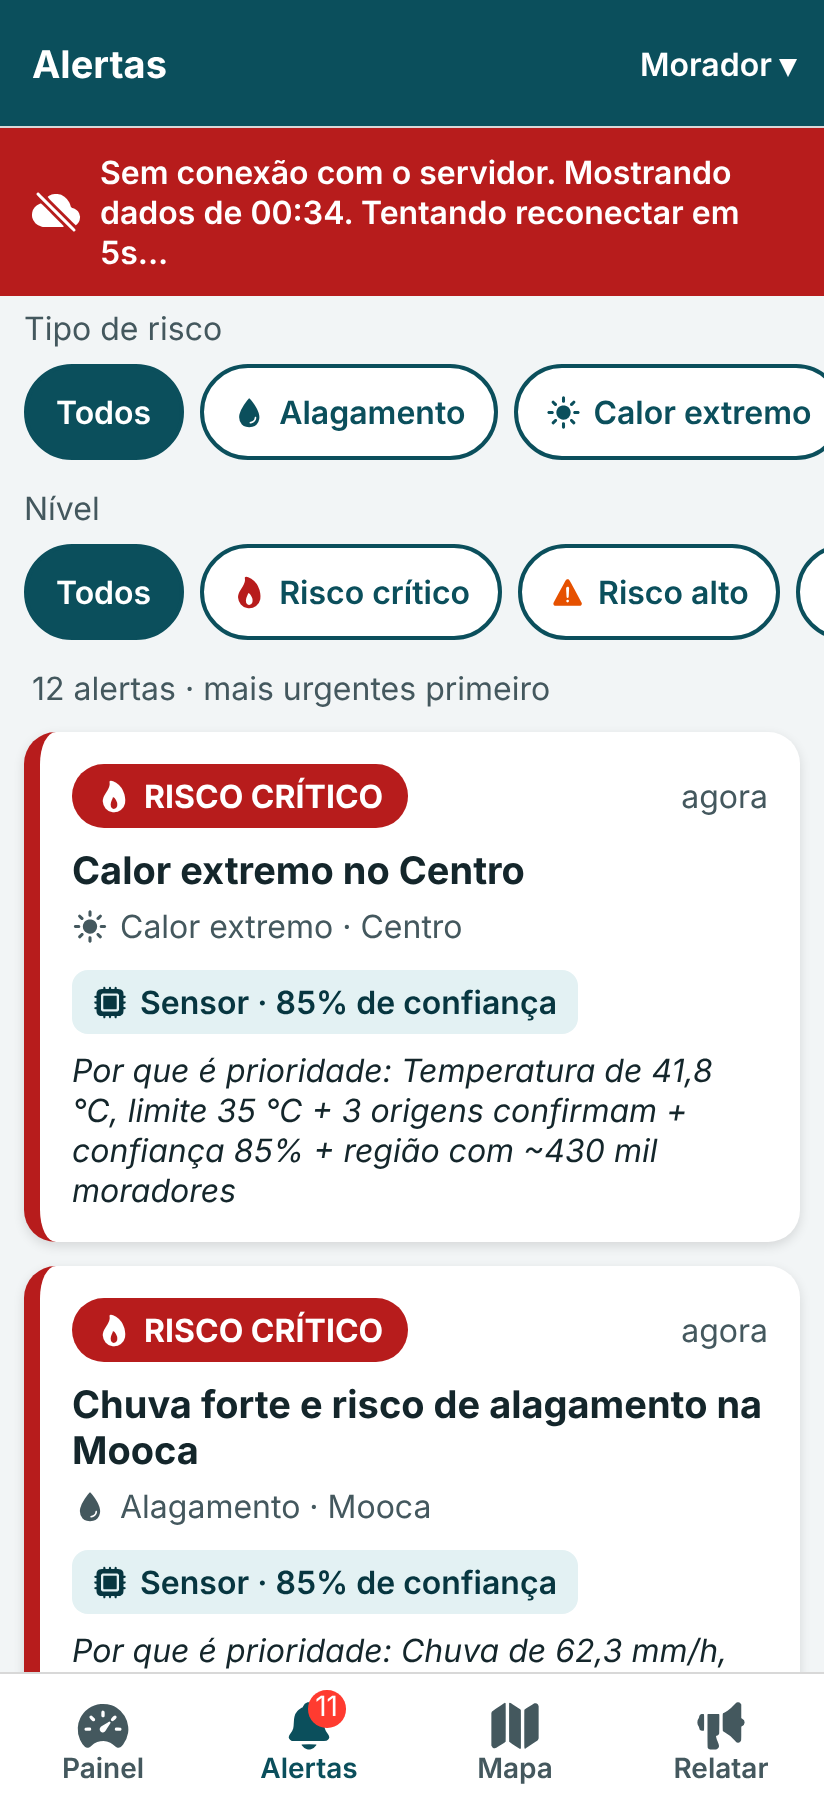 Alertas
Morador ▼
Sem conexão com o servidor. Mostrando
dados de 00:34. Tentando reconectar em
5s...
Tipo de risco
Todos
Alagamento
Calor extremo
Nível
Todos
Risco crítico
Risco alto
12 alertas · mais urgentes primeiro
RISCO CRÍTICO
agora
Calor extremo no Centro
Calor extremo · Centro
Sensor · 85% de confiança
Por que é prioridade: Temperatura de 41,8
°C, limite 35 °C + 3 origens confirmam +
confiança 85% + região com ~430 mil
moradores
RISCO CRÍTICO
agora
Chuva forte e risco de alagamento na
Mooca
Alagamento · Mooca
Sensor · 85% de confiança
Por que é prioridade: Chuva de 62,3 mm/h,
11
Painel
Alertas
Mapa
Relatar